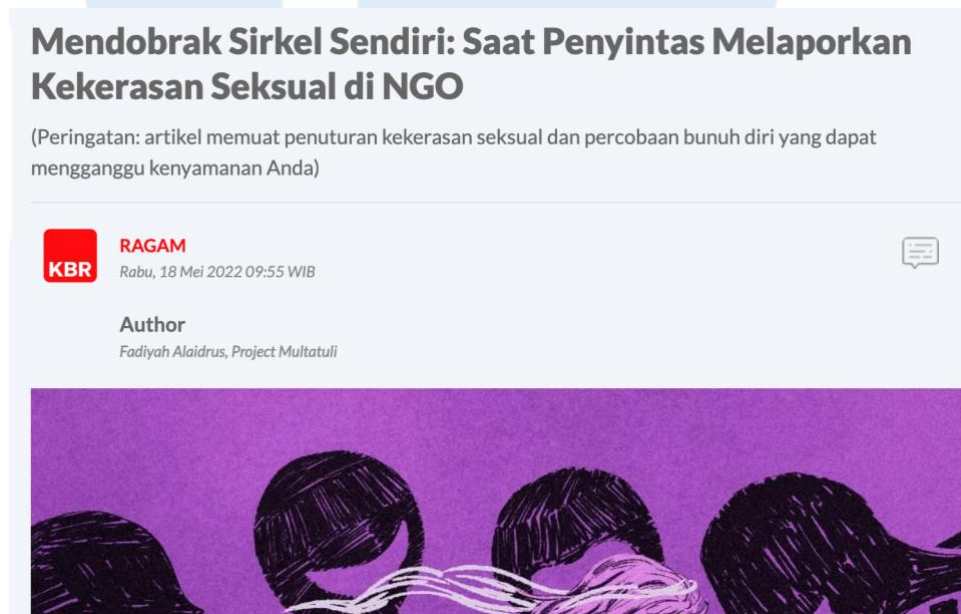 Mendobrak Sirkel Sendiri: Saat Penyintas Melaporkan
Kekerasan Seksual di NGO
(Peringatan: artikel memuat penuturan kekerasan seksual dan percobaan bunuh diri yang dapat
mengganggu kenyamanan Anda)
KBR
RAGAM
Rabu, 18 Mei 2022 09:55 WIB
Author
Fadiyah Alaidrus, Project Multatuli